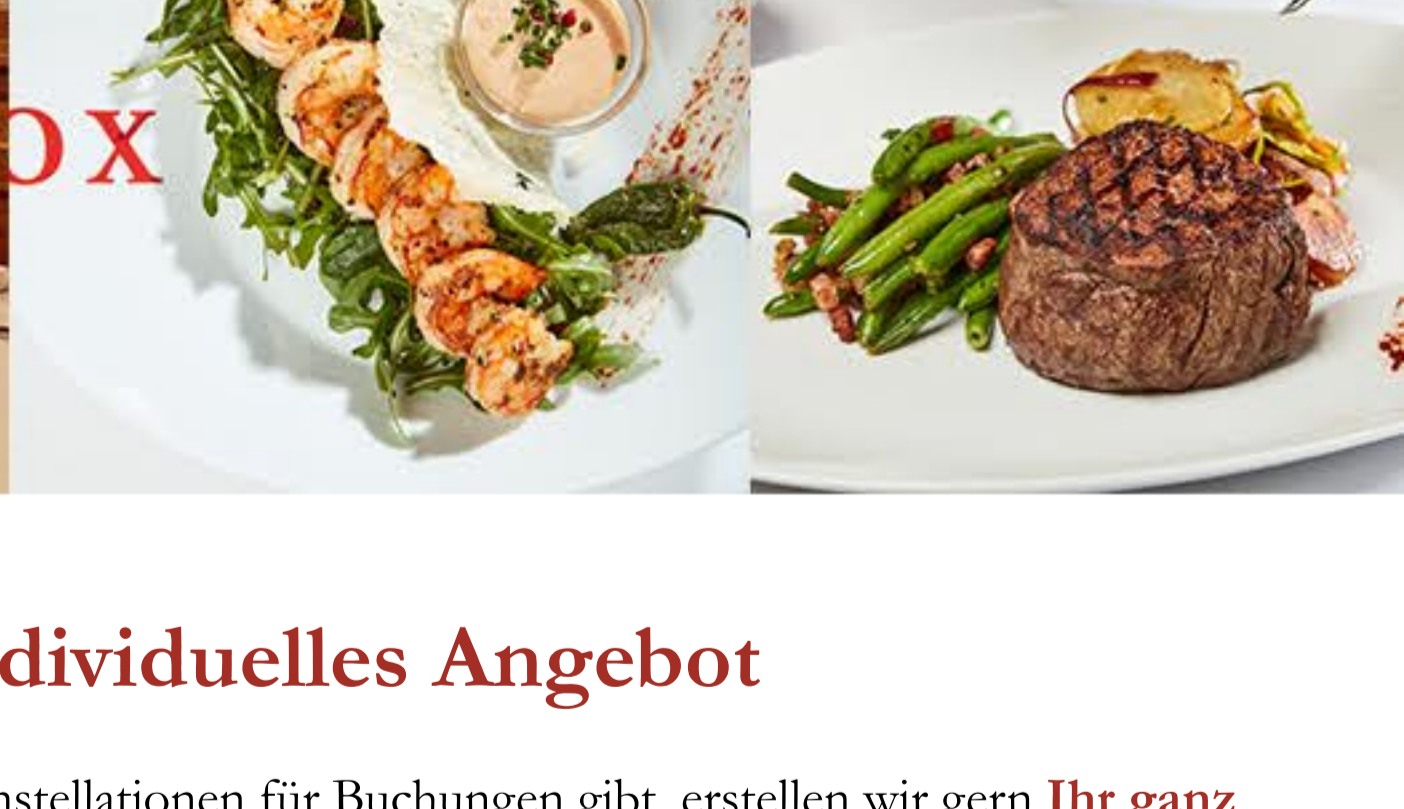 ox
dividuelles Angebot
nstellationen für Buchungen gibt, erstellen wir gern Ihr ganz